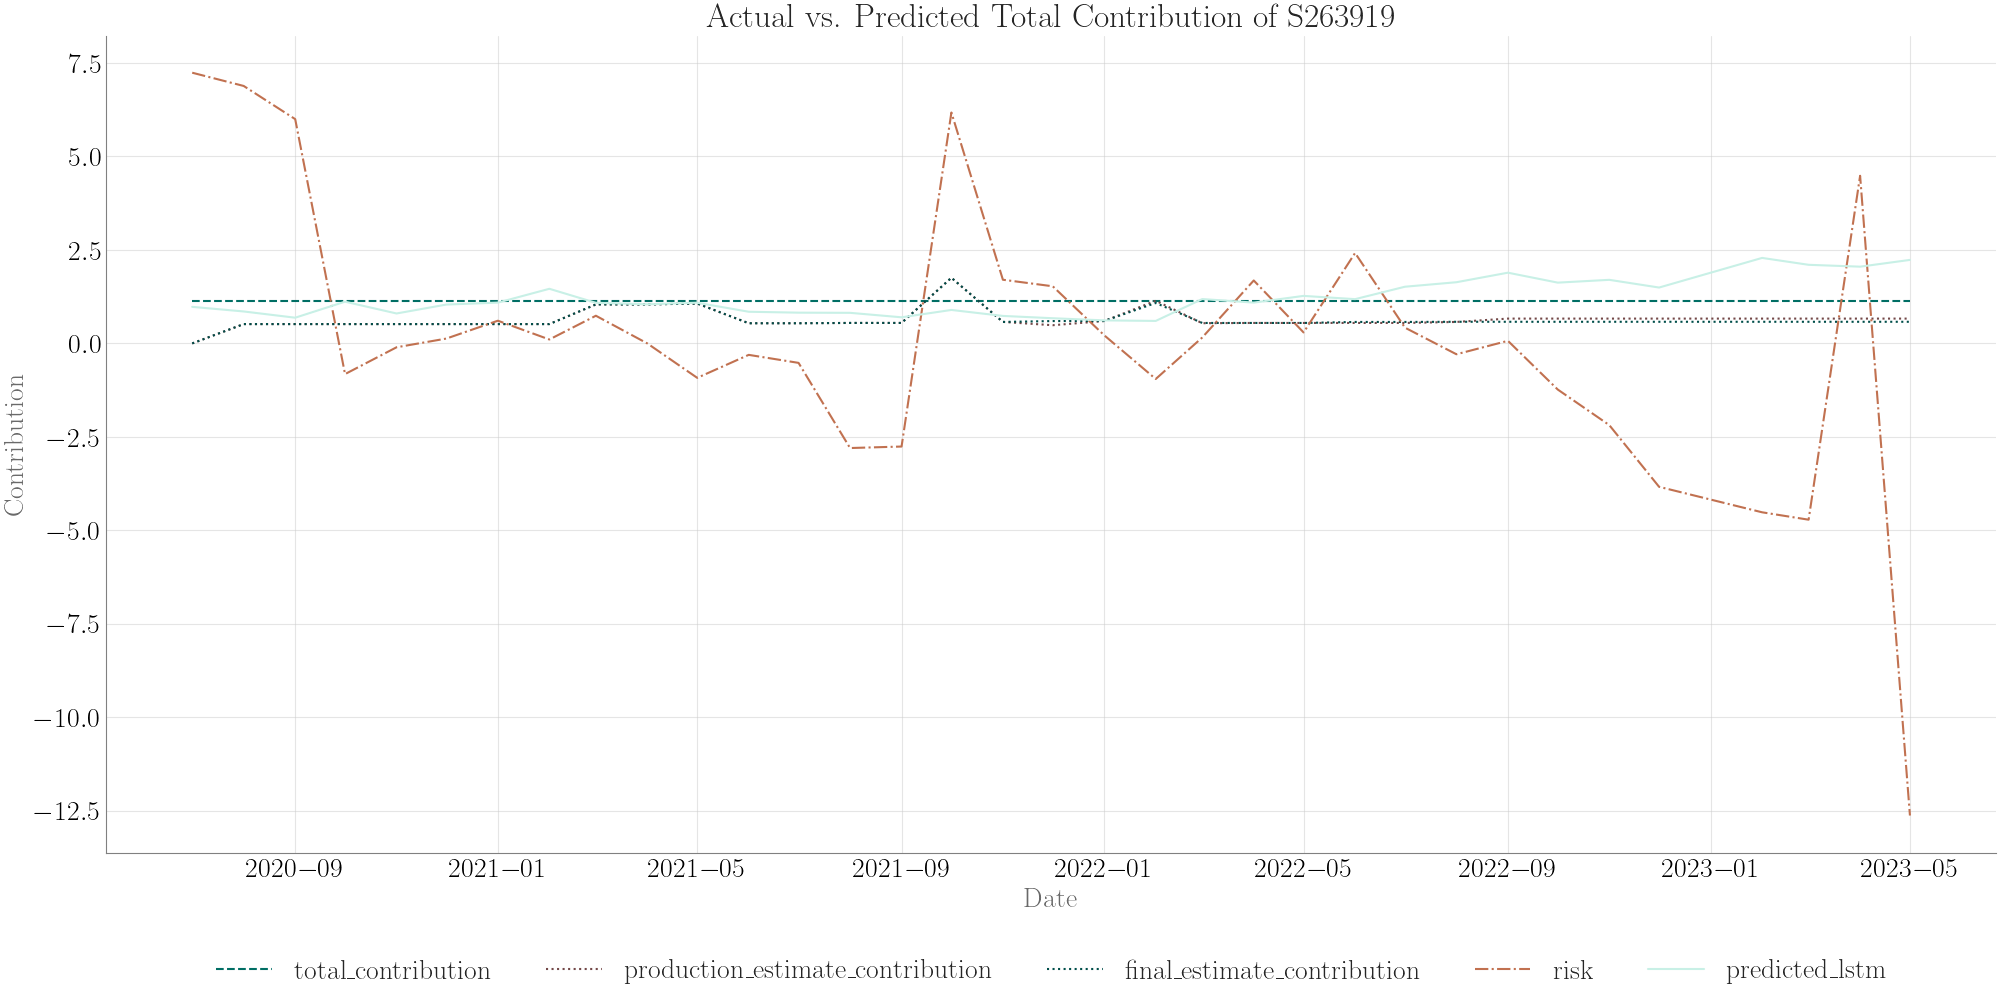 Actual vs. Predicted Total Contribution of S263919
7.5
5.0
2.5
0.0
−2.5
−5.0
−7.5
−10.0
−12.5
Contribution
2020−09 2021−01 2021−05 2021−09 2022−01 2022−05 2022−09 2023−01 2023−05
Date
total_contribution production_estimate_contribution final_estimate_contribution risk predicted_lstm